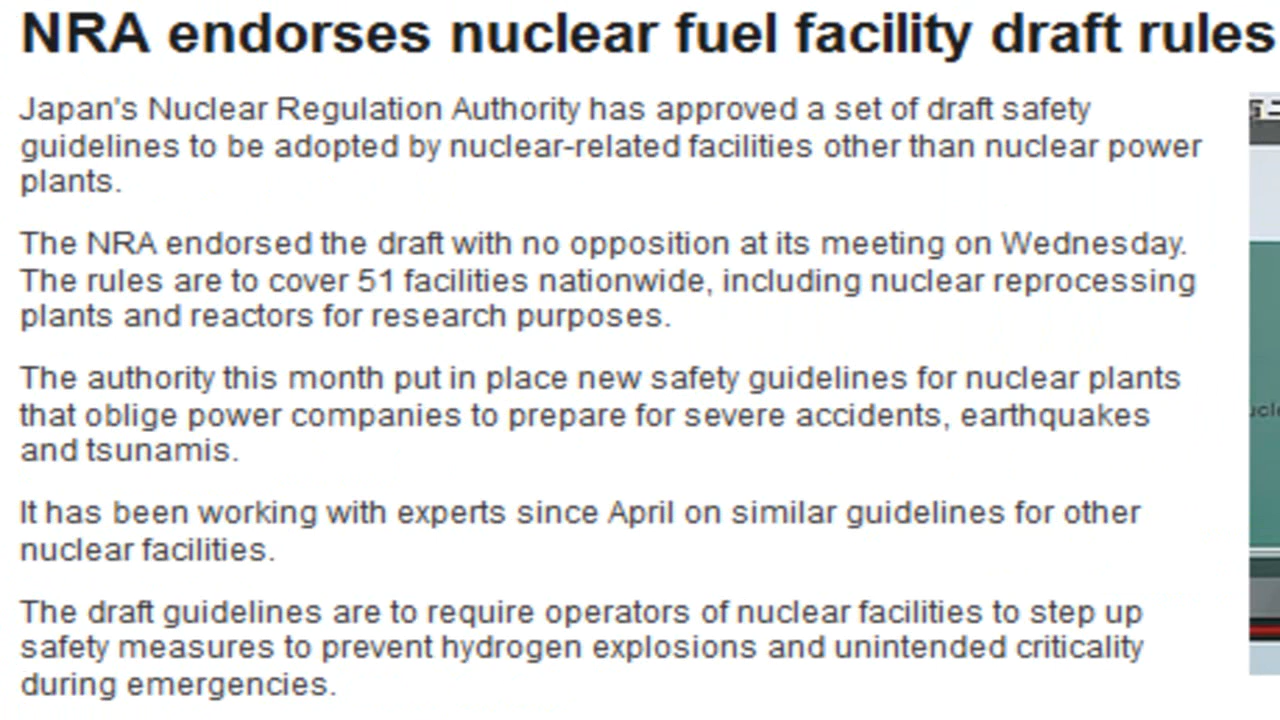 NRA endorses nuclear fuel facility draft rules
Japan's Nuclear Regulation Authority has approved a set of draft safety
guidelines to be adopted by nuclear-related facilities other than nuclear power
plants.
The NRA endorsed the draft with no opposition at its meeting on Wednesday.
The rules are to cover 51 facilities nationwide, including nuclear reprocessing
plants and reactors for research purposes.
The authority this month put in place new safety guidelines for nuclear plants
that oblige power companies to prepare for severe accidents, earthquakes
and tsunamis.
It has been working with experts since April on similar guidelines for other
nuclear facilities.
The draft guidelines are to require operators of nuclear facilities to step up
safety measures to prevent hydrogen explosions and unintended criticality
during emergencies.